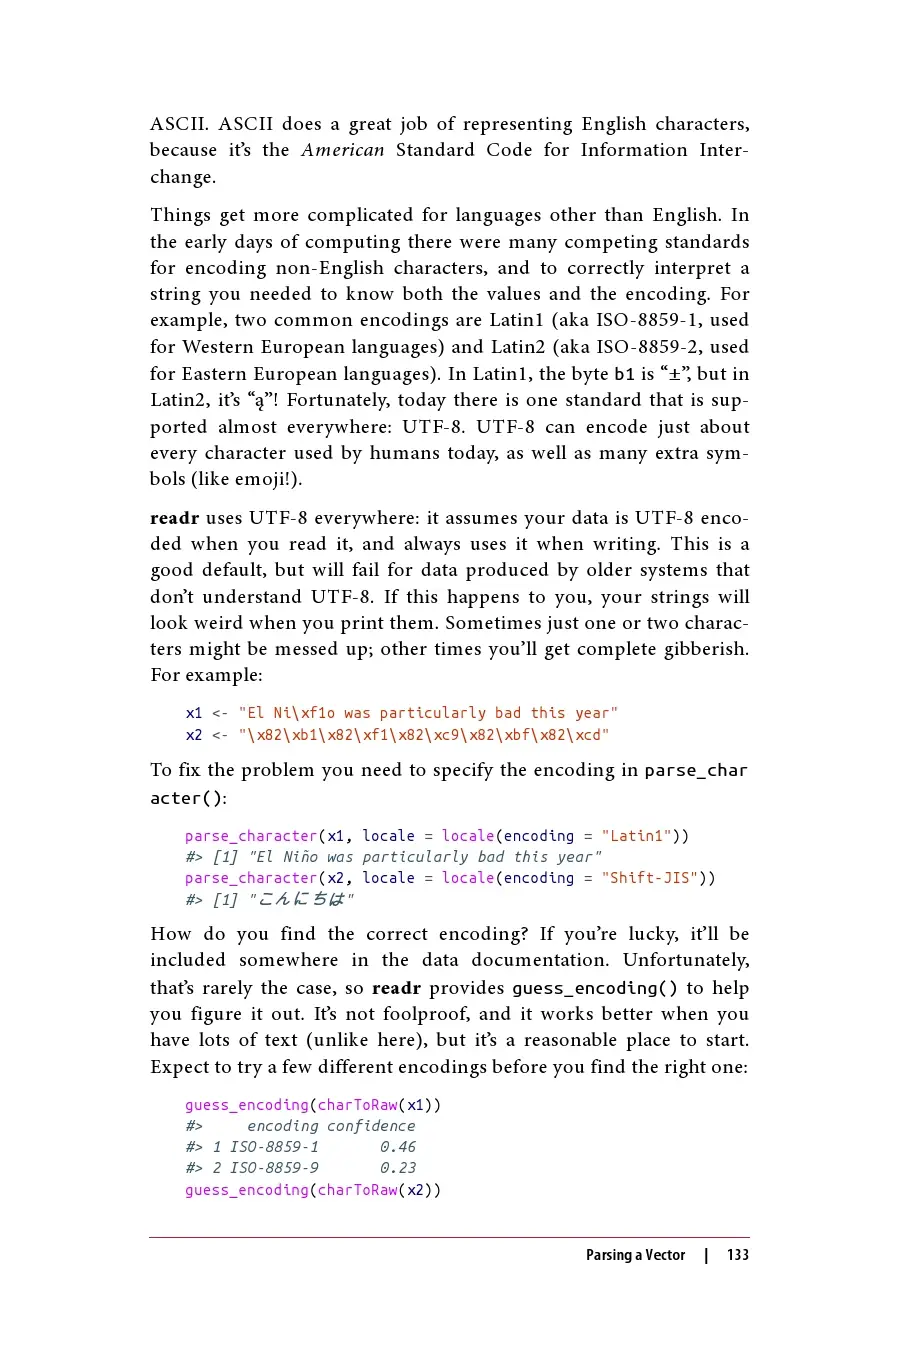 ASCII. ASCII does a great job of representing English characters,
because it’s the American Standard Code for Information Inter-
change.
Things get more complicated for languages other than English. In
the early days of computing there were many competing standards
for encoding non-English characters, and to correctly interpret a
string you needed to know both the values and the encoding. For
example, two common encodings are Latin1 (aka ISO-8859-1, used
for Western European languages) and Latin2 (aka ISO-8859-2, used
for Eastern European languages). In Latin1, the byte b1 is “±”, but in
Latin2, it’s “ą”! Fortunately, today there is one standard that is sup-
ported almost everywhere: UTF-8. UTF-8 can encode just about
every character used by humans today, as well as many extra sym-
bols (like emoji!).
readr uses UTF-8 everywhere: it assumes your data is UTF-8 enco-
ded when you read it, and always uses it when writing. This is a
good default, but will fail for data produced by older systems that
don’t understand UTF-8. If this happens to you, your strings will
look weird when you print them. Sometimes just one or two charac-
ters might be messed up; other times you’ll get complete gibberish.
For example:
x1 <- "El Ni\xf1o was particularly bad this year"
x2 <- "\x82\xb1\x82\xf1\x82\xc9\x82\xbf\x82\xcd"
To fix the problem you need to specify the encoding in parse_char
acter():
parse_character(x1, locale = locale(encoding = "Latin1"))
#> [1] "El Niño was particularly bad this year"
parse_character(x2, locale = locale(encoding = "Shift-JIS"))
#> [1] "こんにちは"
How do you find the correct encoding? If you’re lucky, it’ll be
included somewhere in the data documentation. Unfortunately,
that’s rarely the case, so readr provides guess_encoding() to help
you figure it out. It’s not foolproof, and it works better when you
have lots of text (unlike here), but it’s a reasonable place to start.
Expect to try a few different encodings before you find the right one:
guess_encoding(charToRaw(x1))
#>     encoding confidence
#> 1 ISO-8859-1       0.46
#> 2 ISO-8859-9       0.23
guess_encoding(charToRaw(x2))
Parsing a Vector | 133